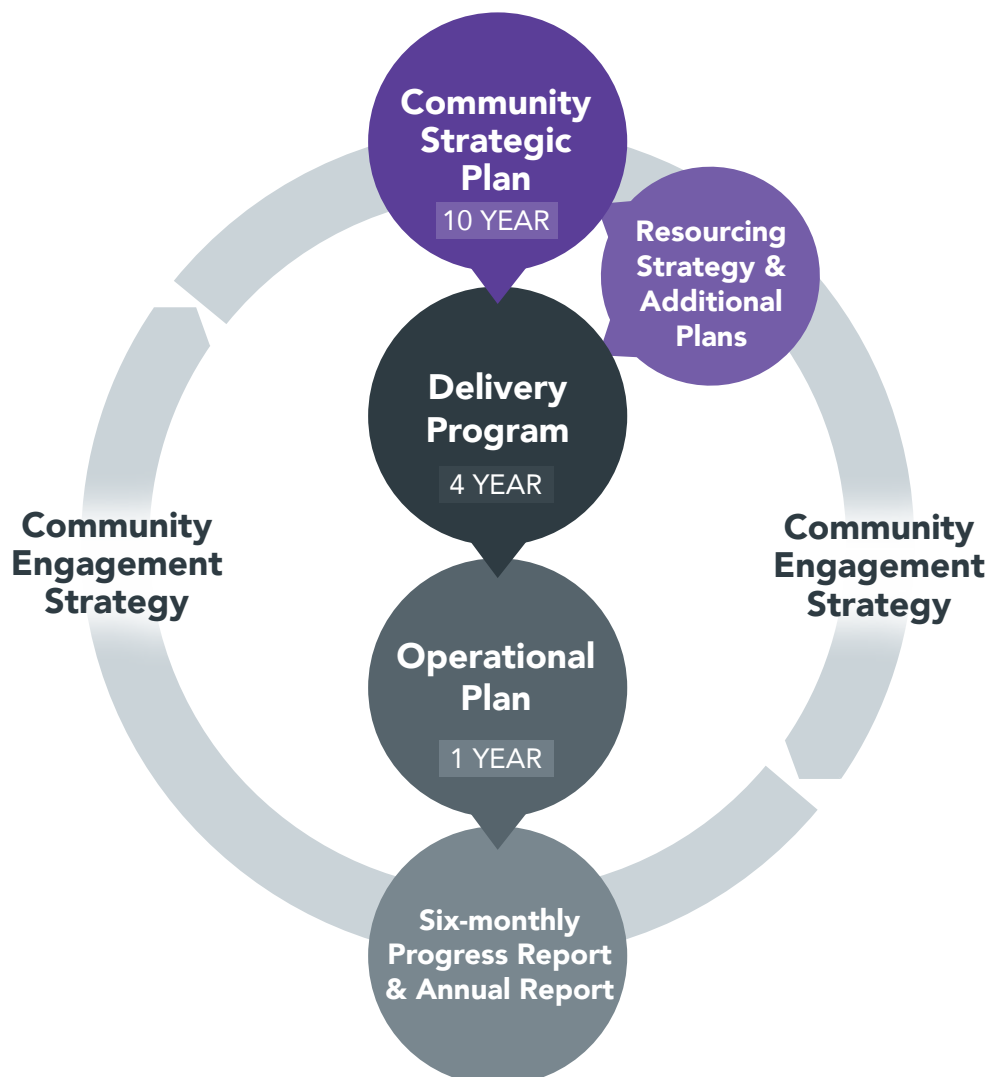 Community
Strategic
Plan
10 YEAR
Resourcing
Strategy &
Additional
Plans
Delivery
Program
4 YEAR
Community
Engagement
Strategy
Community
Engagement
Strategy
Operational
Plan
1 YEAR
Six-monthly
Progress Report
& Annual Report